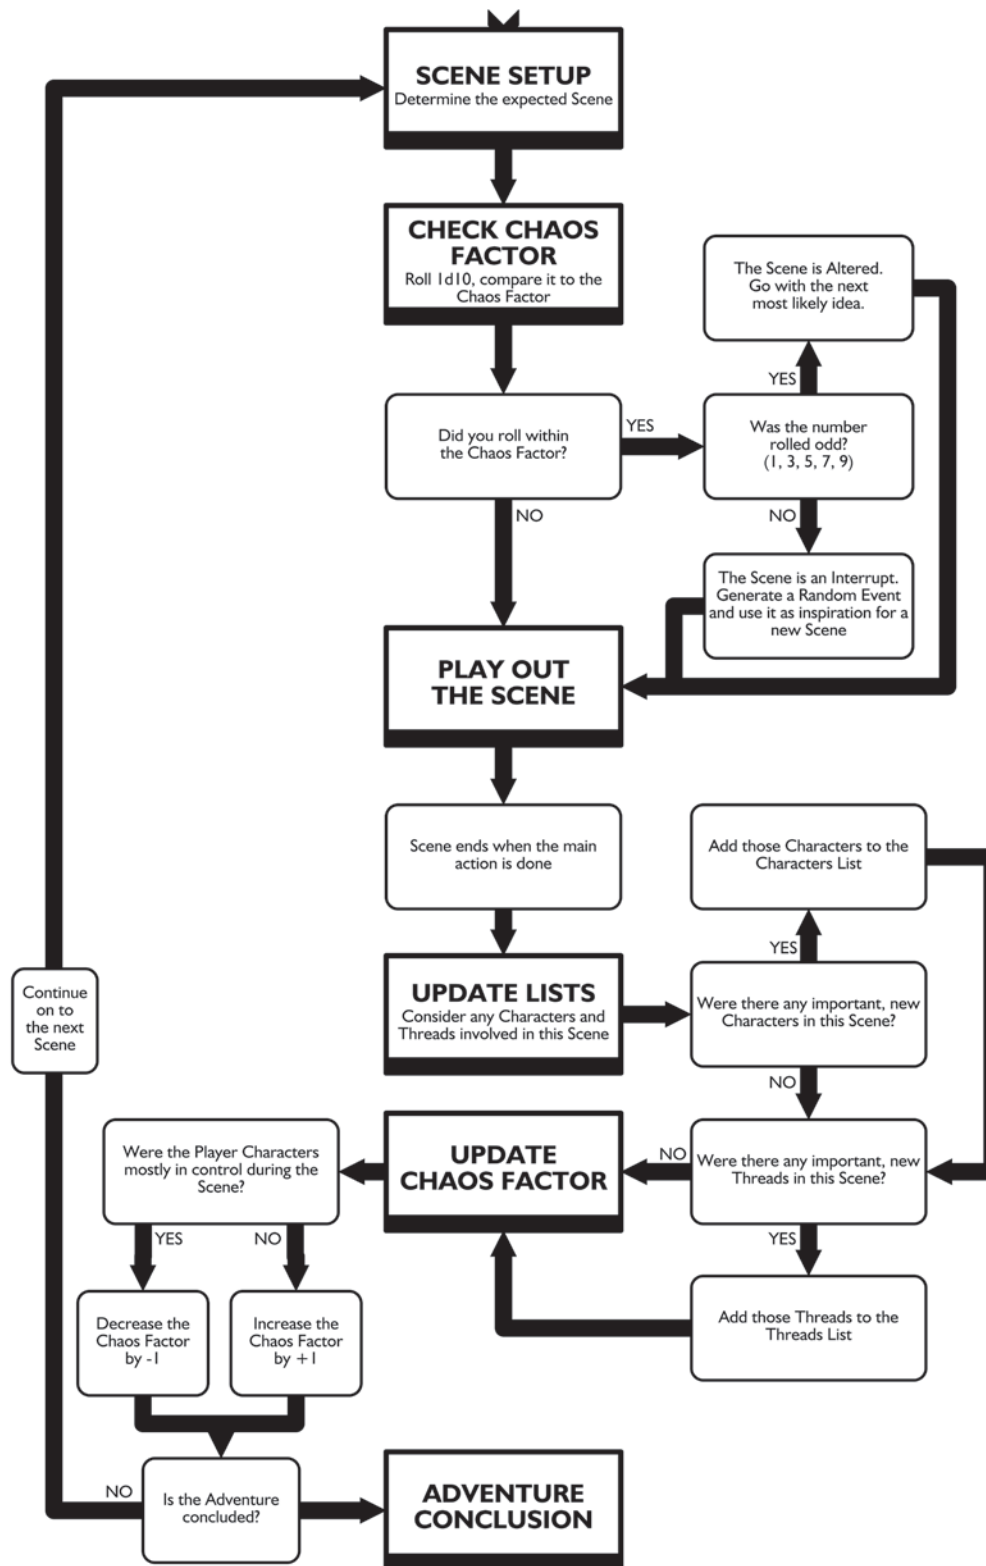 SCENE SETUP
Determine the expected Scene
CHECK CHAOS
FACTOR
Roll 1d10, compare it to the
Chaos Factor
The Scene is Altered.
Go with the next
most likely idea.
YES
Did you roll within
the Chaos Factor?
YES
Was the number
rolled odd?
(1, 3, 5, 7, 9)
NO
NO
The Scene is an Interrupt.
Generate a Random Event
and use it as inspiration for a
new Scene
PLAY OUT
THE SCENE
Scene ends when the main
action is done
Add those Characters to the
Characters List
YES
UPDATE LISTS
Consider any Characters and
Threads involved in this Scene
Were there any important, new
Characters in this Scene?
NO
Continue
on to
the next
Scene
Were the Player Characters
mostly in control during the
Scene?
UPDATE
CHAOS FACTOR
NO
Were there any important, new
Threads in this Scene?
YES
NO
YES
Decrease the
Chaos Factor
by -1
Increase the
Chaos Factor
by +1
Add those Threads to the
Threads List
NO
Is the Adventure
concluded?
ADVENTURE
CONCLUSION